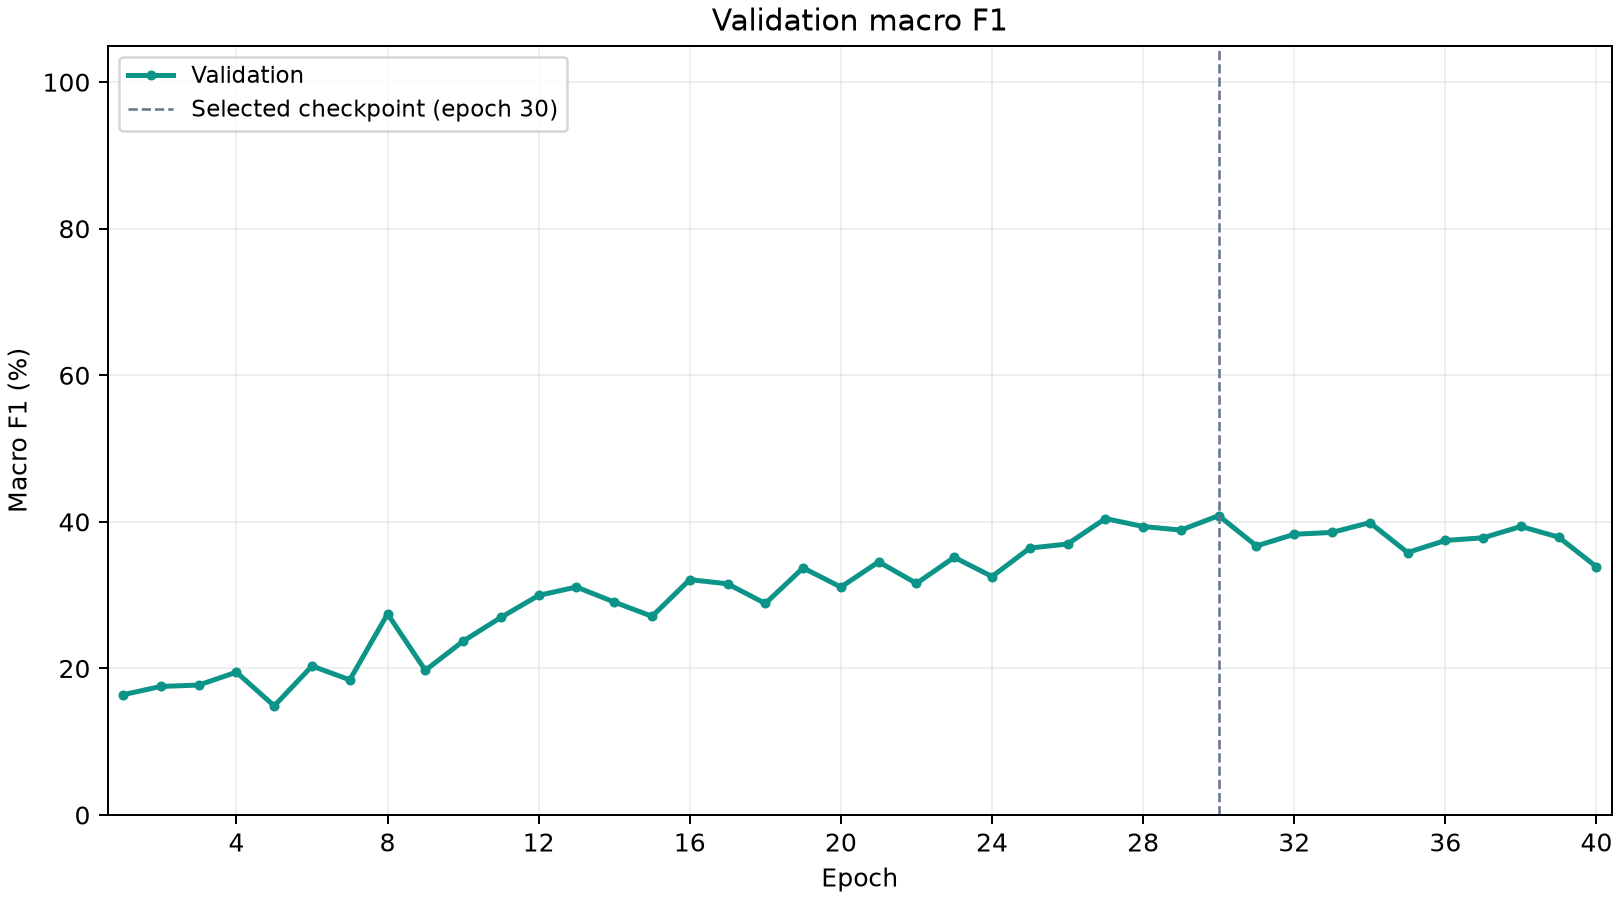 Validation macro F1
Validation
Selected checkpoint (epoch 30)
Macro F1 (%)
100
80
60
40
20
0
4 8 12 16 20 24 28 32 36 40
Epoch